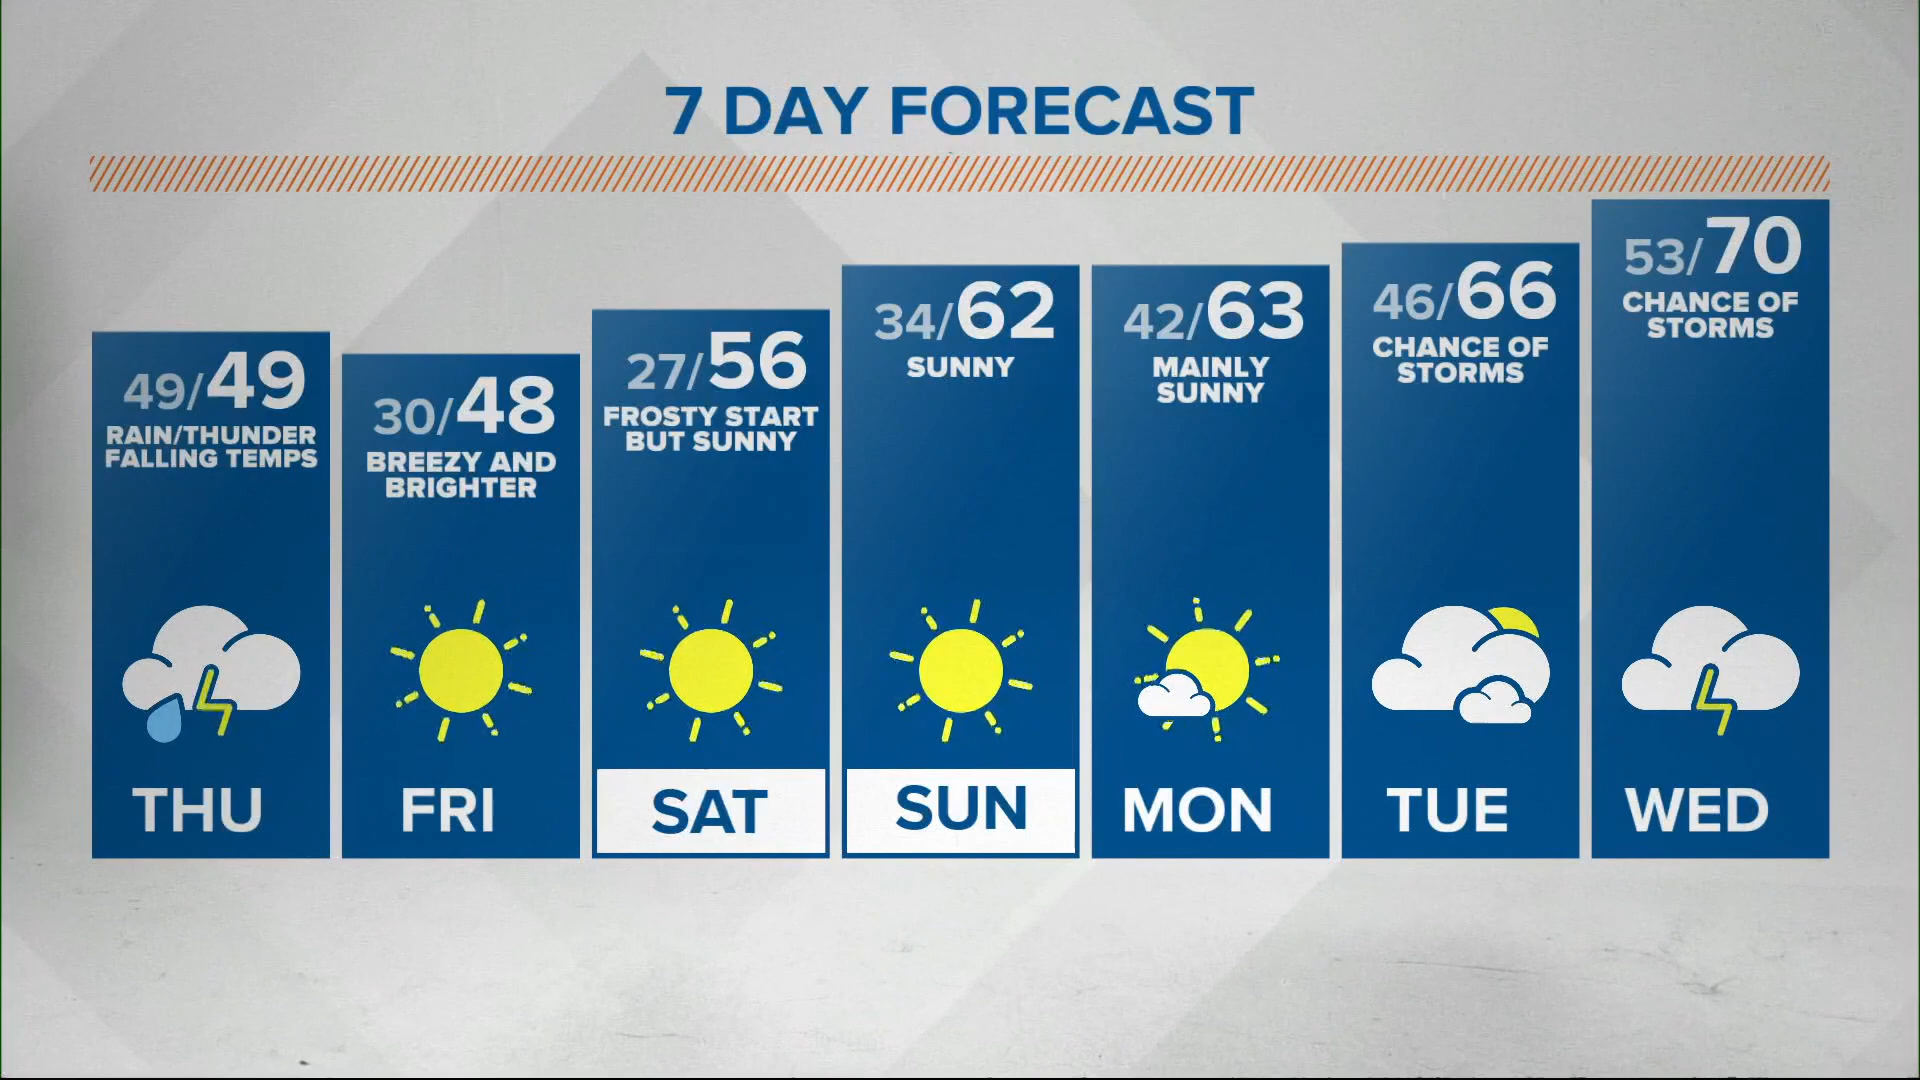 7 DAY FORECAST
49/49
RAIN/THUNDER
FALLING TEMPS
THU
30/48
BREEZY AND
BRIGHTER
FRI
27/56
FROSTY START
BUT SUNNY
SAT
34/62
SUNNY
SUN
42/63
MAINLY
SUNNY
MON
46/66
CHANCE OF
STORMS
TUE
53/70
CHANCE OF
STORMS
WED